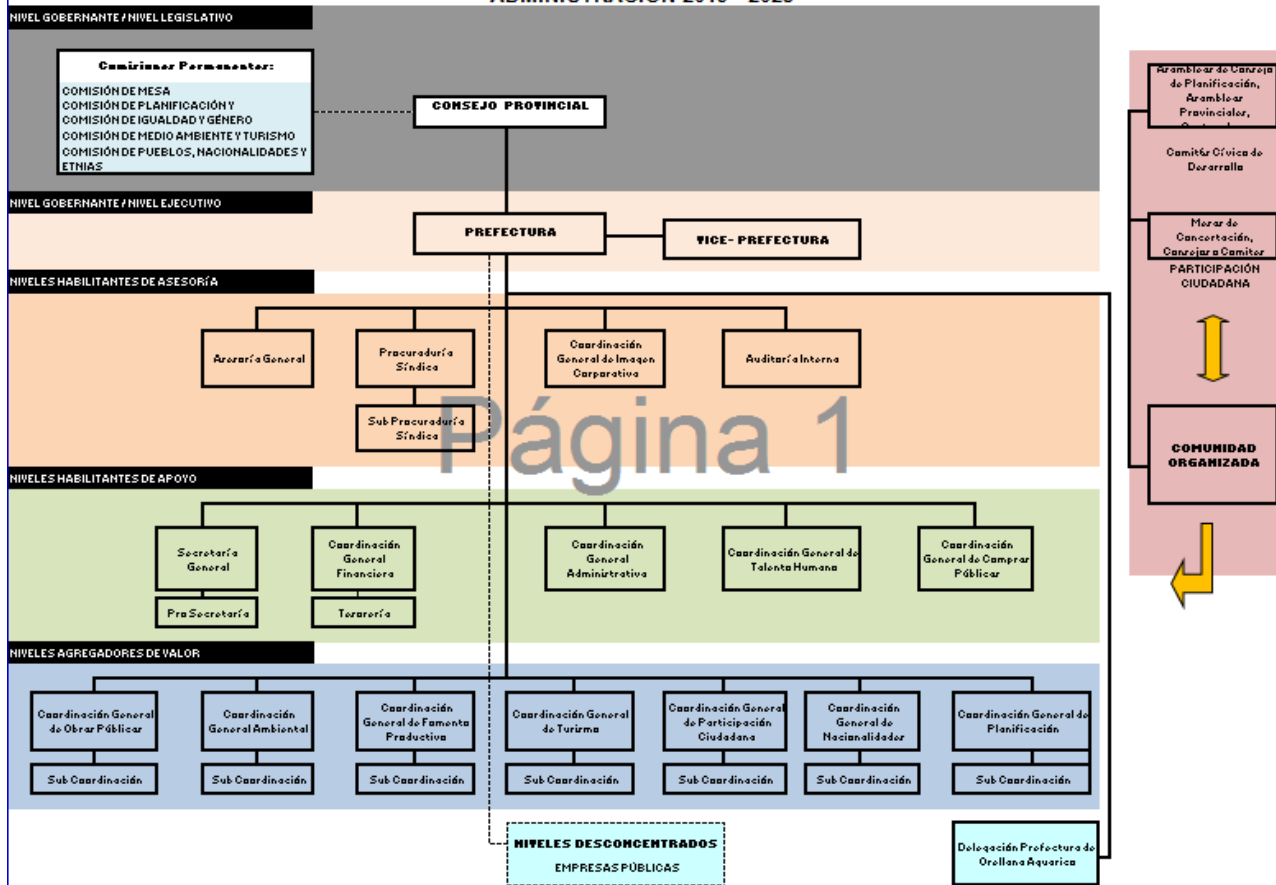 NIVEL GOBERNANTE / NIVEL LEGISLATIVO
Comisiones Permanentes:
COMISIÓN DE MESA
COMISIÓN DE PLANIFICACIÓN Y
COMISIÓN DE IGUALDAD Y GÉNERO
COMISIÓN DE MEDIO AMBIENTE Y TURISMO
COMISIÓN DE PUEBLOS, NACIONALIDADES Y
ETNIAS
CONSEJO PROVINCIAL
NIVEL GOBERNANTE / NIVEL EJECUTIVO
PREFECTURA
VICE- PREFECTURA
NIVELES HABILITANTES DE ASESORÍA
Asesoría General
Procuraduría
Síndica
Coordinación
General de Imagen
Corporativa
Auditoría Interna
Sub Procuraduría
Síndica
Página 1
NIVELES HABILITANTES DE APOYO
Secretaría
General
Coordinación
General
Financiera
Coordinación
General
Administrativa
Coordinación General de
Talento Humano
Coordinación
General de Compras
Públicas
Pro Secretaría
Tesorería
NIVELES AGREGADORES DE VALOR
Coordinación General
de Obras Públicas
Coordinación
General Ambiental
Coordinación
General de Fomento
Productivo
Coordinación General
de Turismo
Coordinación General
de Participación
Ciudadana
Coordinación
General de
Nacionalidades
Coordinación General de
Planificación
Sub Coordinación
Sub Coordinación
Sub Coordinación
Sub Coordinación
Sub Coordinación
Sub Coordinación
Sub Coordinación
NIVELES DESCONCENTRADOS
EMPRESAS PÚBLICAS
Delegación Prefectura de
Orellana Aguarico
Asambleas de Consejo
de Planificación,
Asambleas
Provinciales,
Comités Cívico de
Desarrollo
Mesas de
Concertación,
Consejos o Comites
PARTICIPACIÓN
CIUDADANA
COMUNIDAD
ORGANIZADA